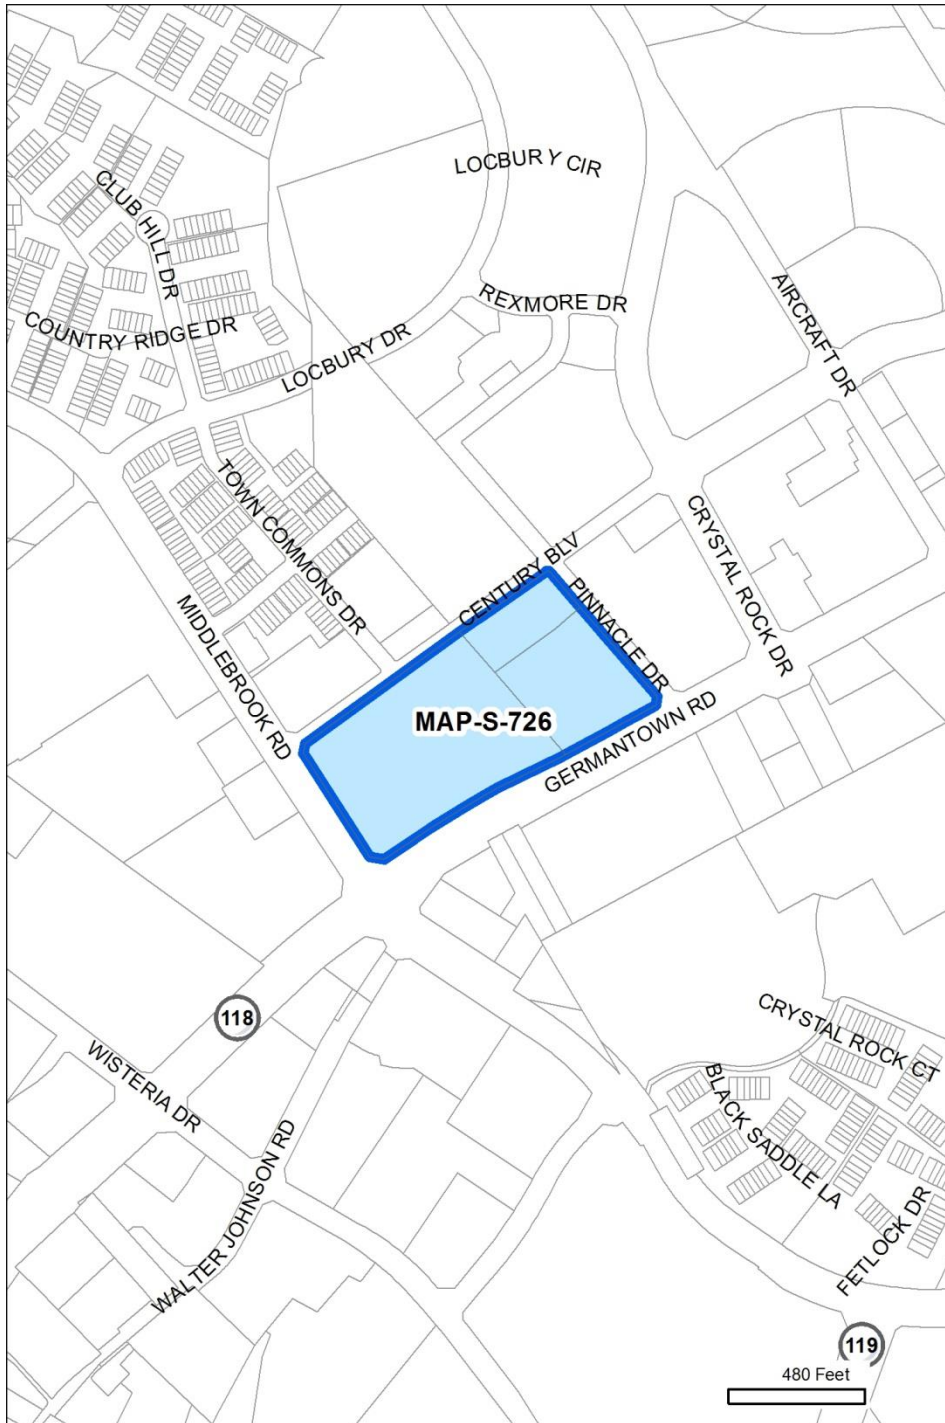 LOCBURY CIR
CLUB HILL DR
AIRCRAFT DR
REXMORE DR
COUNTRY RIDGE DR
LOCBURY DR
TOWN COMMONS DR
CRYSTAL ROCK DR
CENTURY BLV
PINNACLE DR
MIDDLEBROOK RD
MAP-S-726
GERMANTOWN RD
118
CRYSTAL ROCK CT
WISTERIA DR
BLACK SADDLE LA
WALTER JOHNSON RD
FETLOCK DR
119
480 Feet